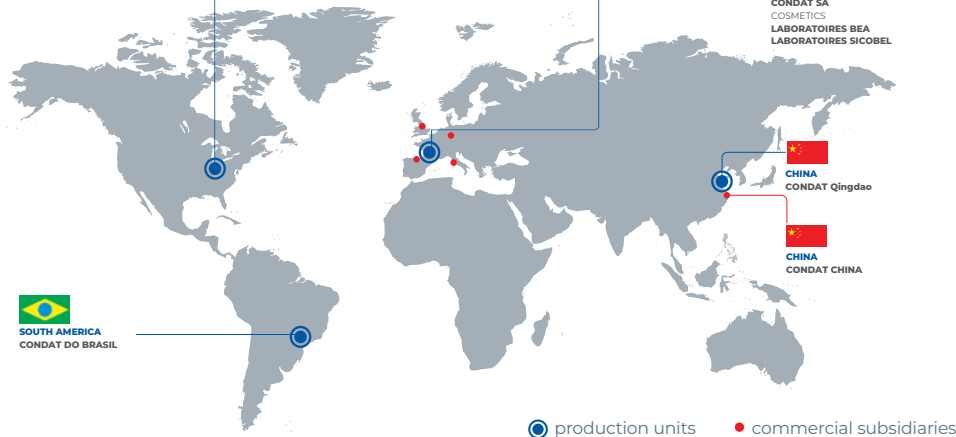 CONDAT SA
COSMETICS
LABORATOIRES BEA
LABORATOIRES SICOBEL
CHINA
CONDAT Qingdao
CHINA
CONDAT CHINA
SOUTH AMERICA
CONDAT DO BRASIL
production units
commercial subsidiaries